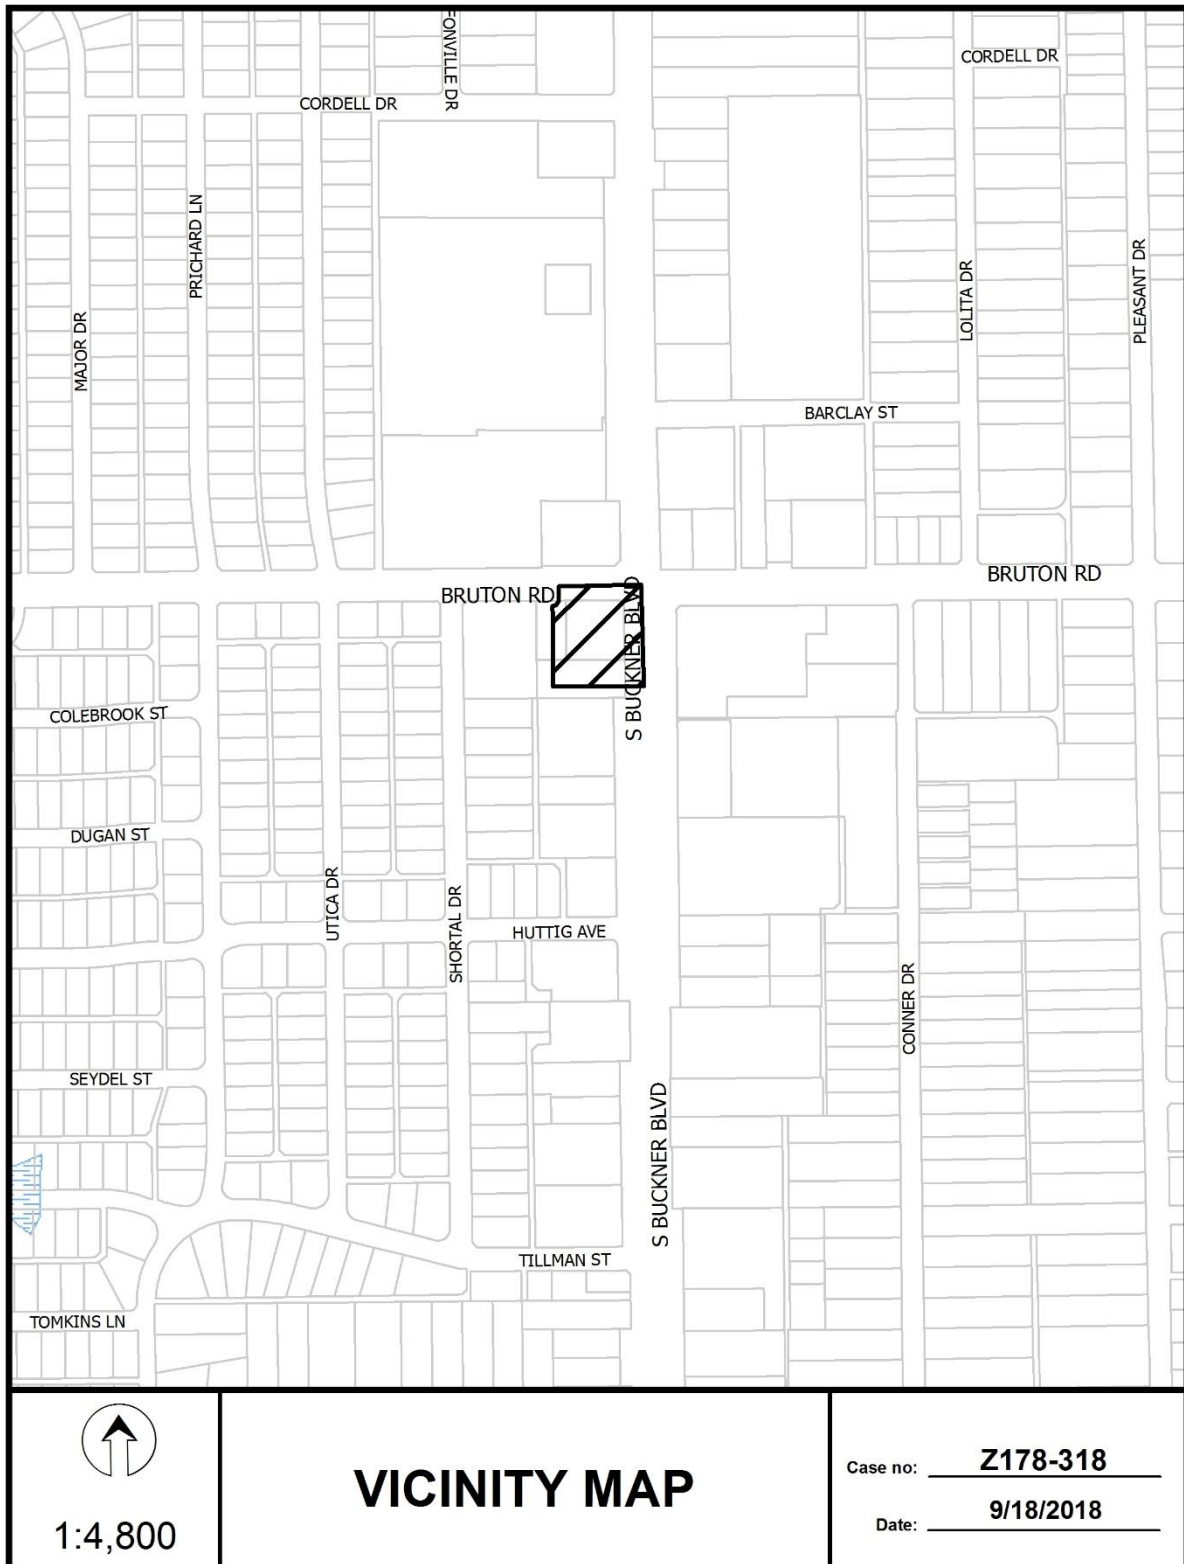 FONVILLE DR
CORDELL DR
CORDELL DR
PRICHARD LN
PLEASANT DR
LOLITA DR
MAJOR DR
BARCLAY ST
BRUTON RD
BRUTON RD
S BUCKNER BLVD
COLEBROOK ST
DUGAN ST
UTICA DR
SHORTAL DR
HUTTIG AVE
CONNER DR
SEYDEL ST
S BUCKNER BLVD
TILLMAN ST
TOMKINS LN
1:4,800
VICINITY MAP
Case no: Z178-318
Date: 9/18/2018